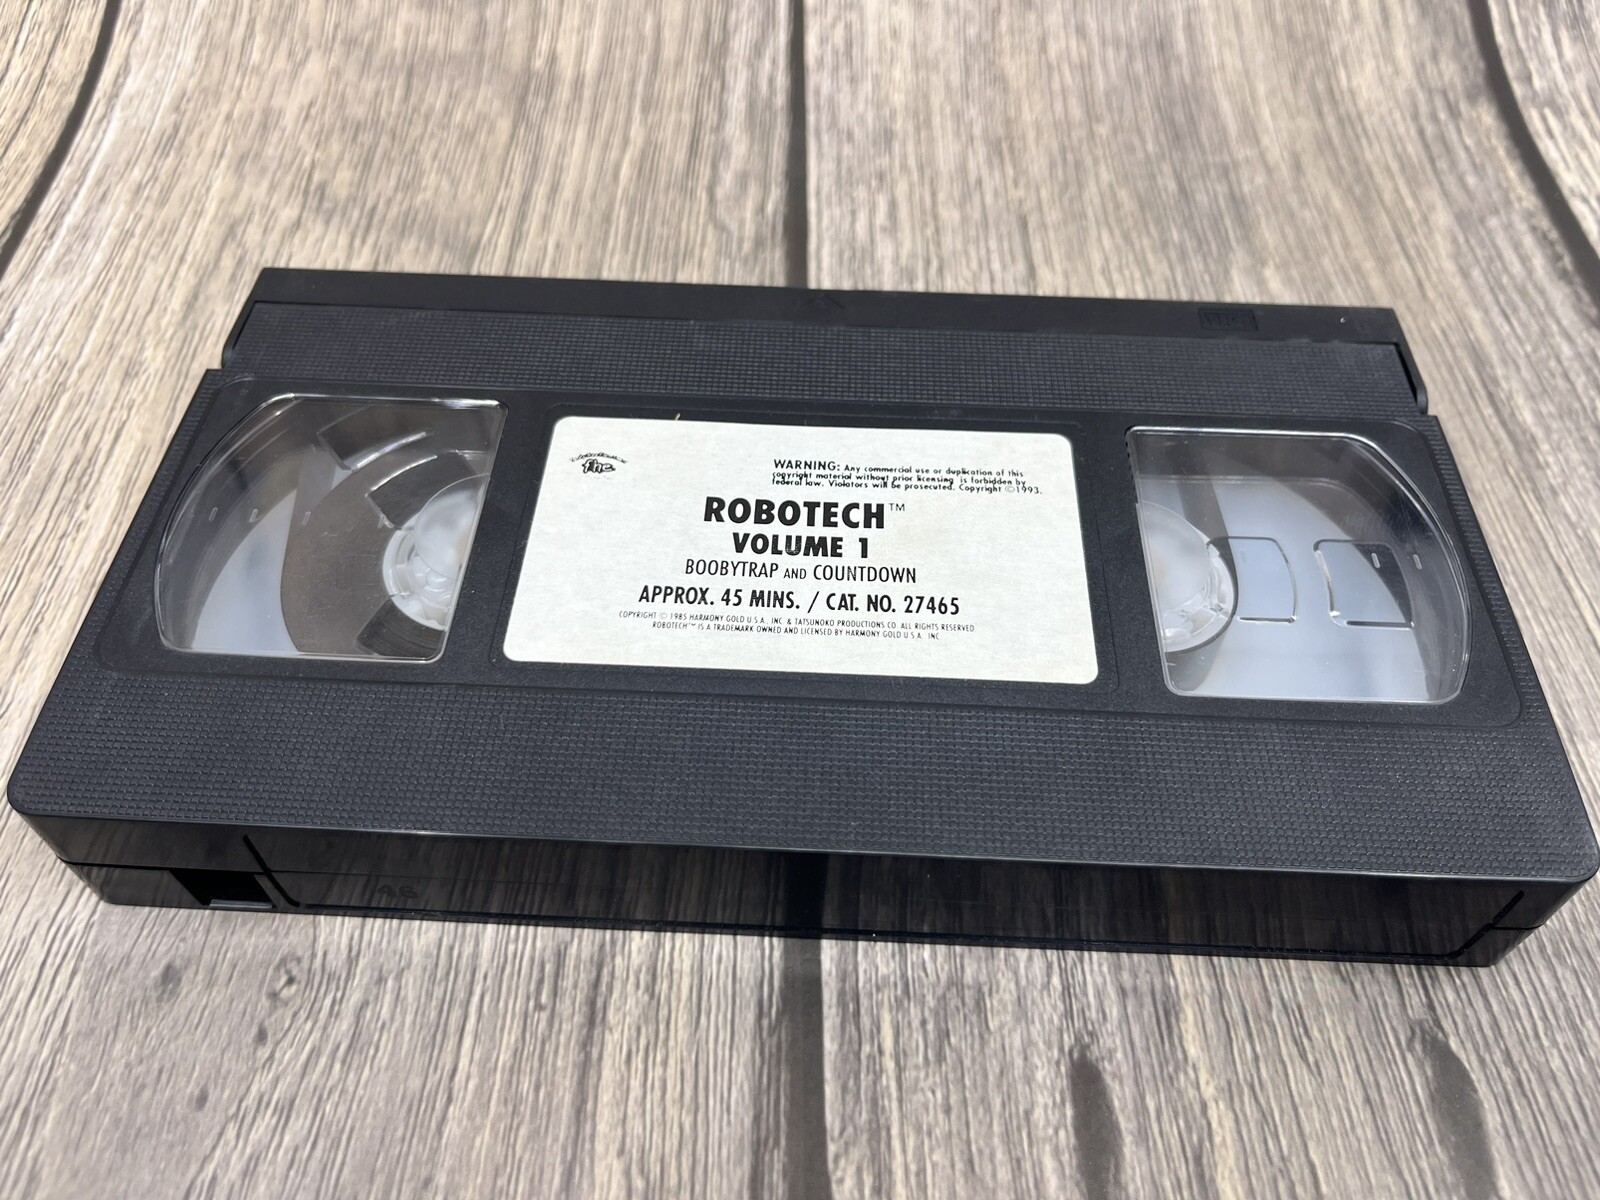 fhe
WARNING: Any commercial use or duplication of this
copyright material without prior licensing is forbidden by
federal law. Violators will be prosecuted. Copyright ©1993.
ROBOTECH™
VOLUME 1
BOOBYTRAP AND COUNTDOWN
APPROX. 45 MINS. / CAT. NO. 27465
COPYRIGHT © 1985 HARMONY GOLD U.S.A., INC & TATSUNOKO PRODUCTIONS CO. ALL RIGHTS RESERVED
ROBOTECH™ IS A TRADEMARK OWNED AND LICENSED BY HARMONY GOLD U.S.A. INC